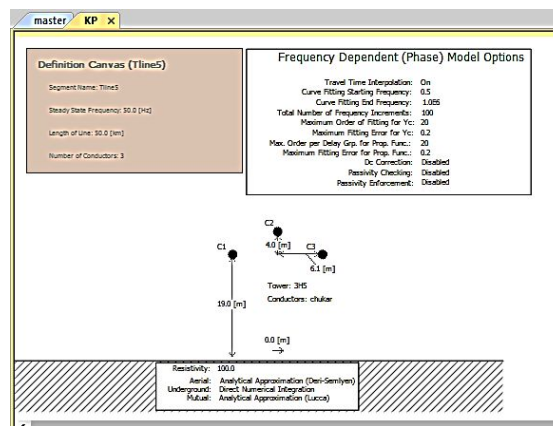 master KP ×
Definition Canvas (Tline5)
Segment Name: Tline5
Steady State Frequency: 50.0 [Hz]
Length of Line: 30.0 [km]
Number of Conductors: 3
Frequency Dependent (Phase) Model Options
Travel Time Interpolation: On
Curve Fitting Starting Frequency: 0.5
Curve Fitting End Frequency: 1.0E6
Total Number of Frequency Increments: 100
Maximum Order of Fitting for Yc: 20
Maximum Fitting Error for Yc: 0.2
Max. Order per Delay Grp. for Prop. Func.: 20
Maximum Fitting Error for Prop. Func.: 0.2
Dc Correction: Disabled
Passivity Checking: Disabled
Passivity Enforcement: Disabled
C2
C1
4.0 [m]
C3
6.1 [m]
Tower: 3H5
Conductors: chukar
19.0 [m]
0.0 [m]
Resistivity: 100.0
Aerial: Analytical Approximation (Deri-Semlyen)
Underground: Direct Numerical Integration
Mutual: Analytical Approximation (Lucca)